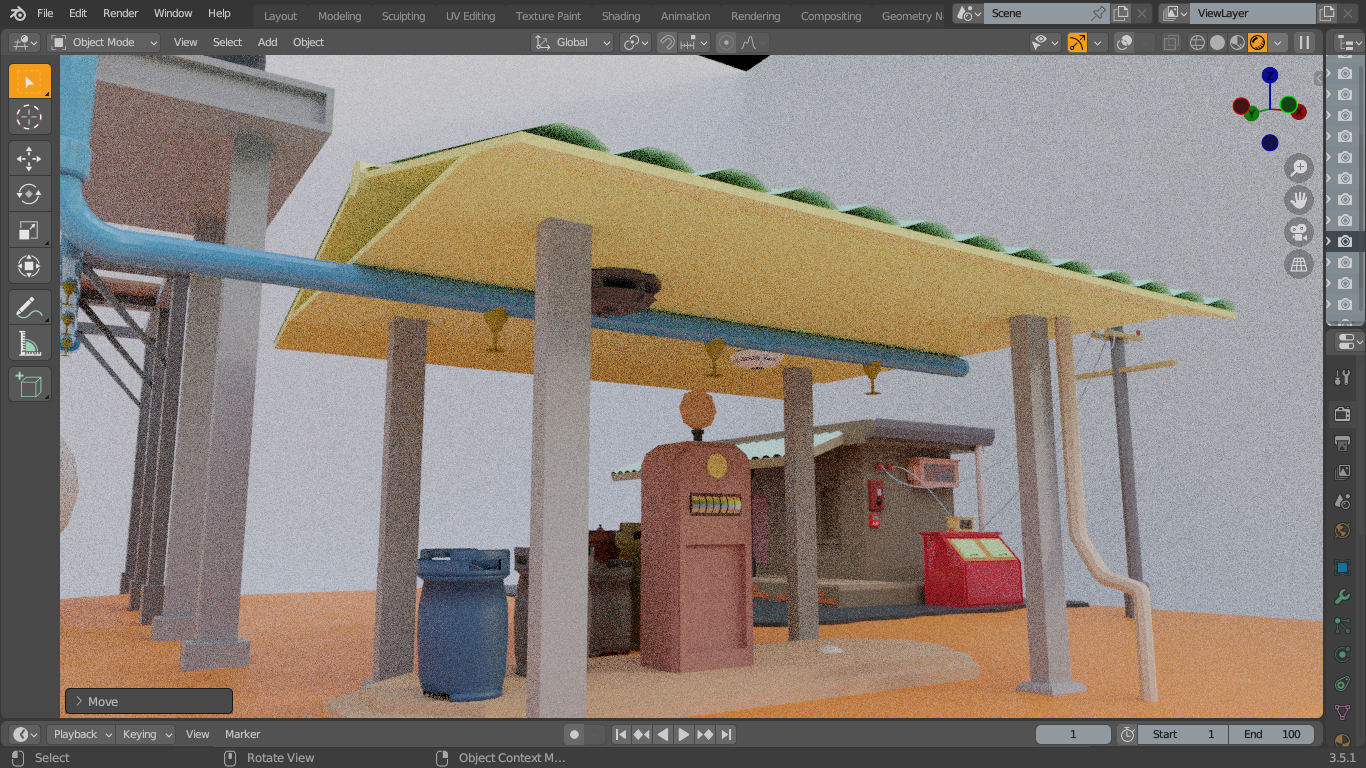 File Edit Render Window Help Layout Modeling Sculpting UV Editing Texture Paint Shading Animation Rendering Compositing Geometry N Scene ViewLayer
Object Mode View Select Add Object Global
Z
Y X
Move
Playback Keying View Marker 1 Start 1 End 100
Select Rotate View Object Context M... 3.5.1